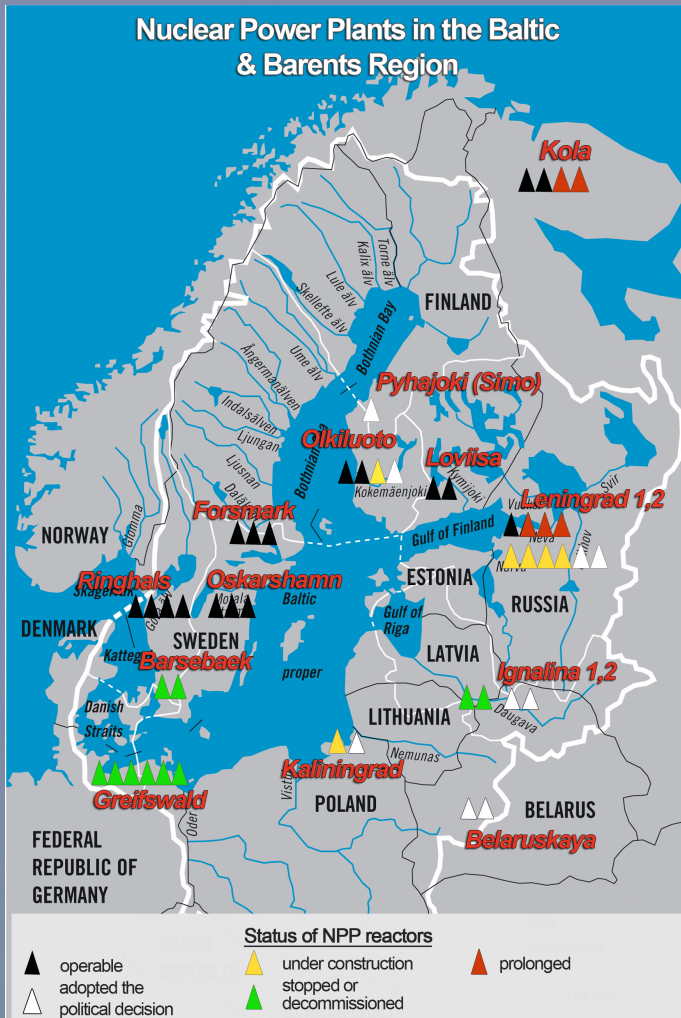 Nuclear Power Plants in the Baltic
& Barents Region
Kola
Torne älv
Kalix älv
Lule älv
Skellefte älv
FINLAND
Bothnian Bay
Ume älv
Ångermanälven
Pyhajoki (Simo)
Indalsälven
Ljungan
Olkiluoto
Loviisa
Ljusnan
Kokemäenjoki
Kymijoki
Svir
Leningrad 1,2
Forsmark
Glomma
NORWAY
Gulf of Finland
Neva
Narva
Ringhals
Oskarshamn
ESTONIA
Motala
Baltic
RUSSIA
DENMARK
SWEDEN
Gulf of
Riga
Barsebaek
LATVIA
proper
Ignalina 1,2
Danish
Straits
LITHUANIA
Daugava
Nemunas
Kaliningrad
Greifswald
Oder
POLAND
BELARUS
Belaruskaya
FEDERAL
REPUBLIC OF
GERMANY
Status of NPP reactors
operable
under construction
prolonged
adopted the
political decision
stopped or
decommissioned